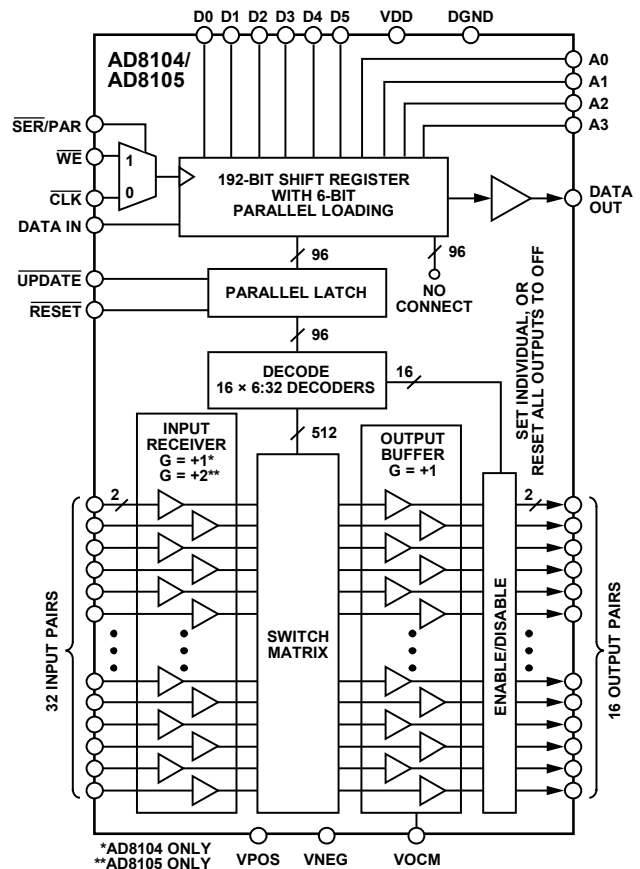 D0 D1 D2 D3 D4 D5 VDD DGND
AD8104/
AD8105
A0
A1
A2
A3
SER/PAR
WE
CLK
DATA IN
1
0
192-BIT SHIFT REGISTER
WITH 6-BIT
PARALLEL LOADING
DATA
OUT
96
96
NO
CONNECT
UPDATE
RESET
PARALLEL LATCH
96
DECODE
16 × 6:32 DECODERS
16
SET INDIVIDUAL, OR
RESET ALL OUTPUTS TO OFF
512
INPUT
RECEIVER
G = +1*
G = +2**
OUTPUT
BUFFER
G = +1
2
2
SWITCH
MATRIX
ENABLE/DISABLE
32 INPUT PAIRS
16 OUTPUT PAIRS
*AD8104 ONLY
**AD8105 ONLY
VPOS VNEG VOCM